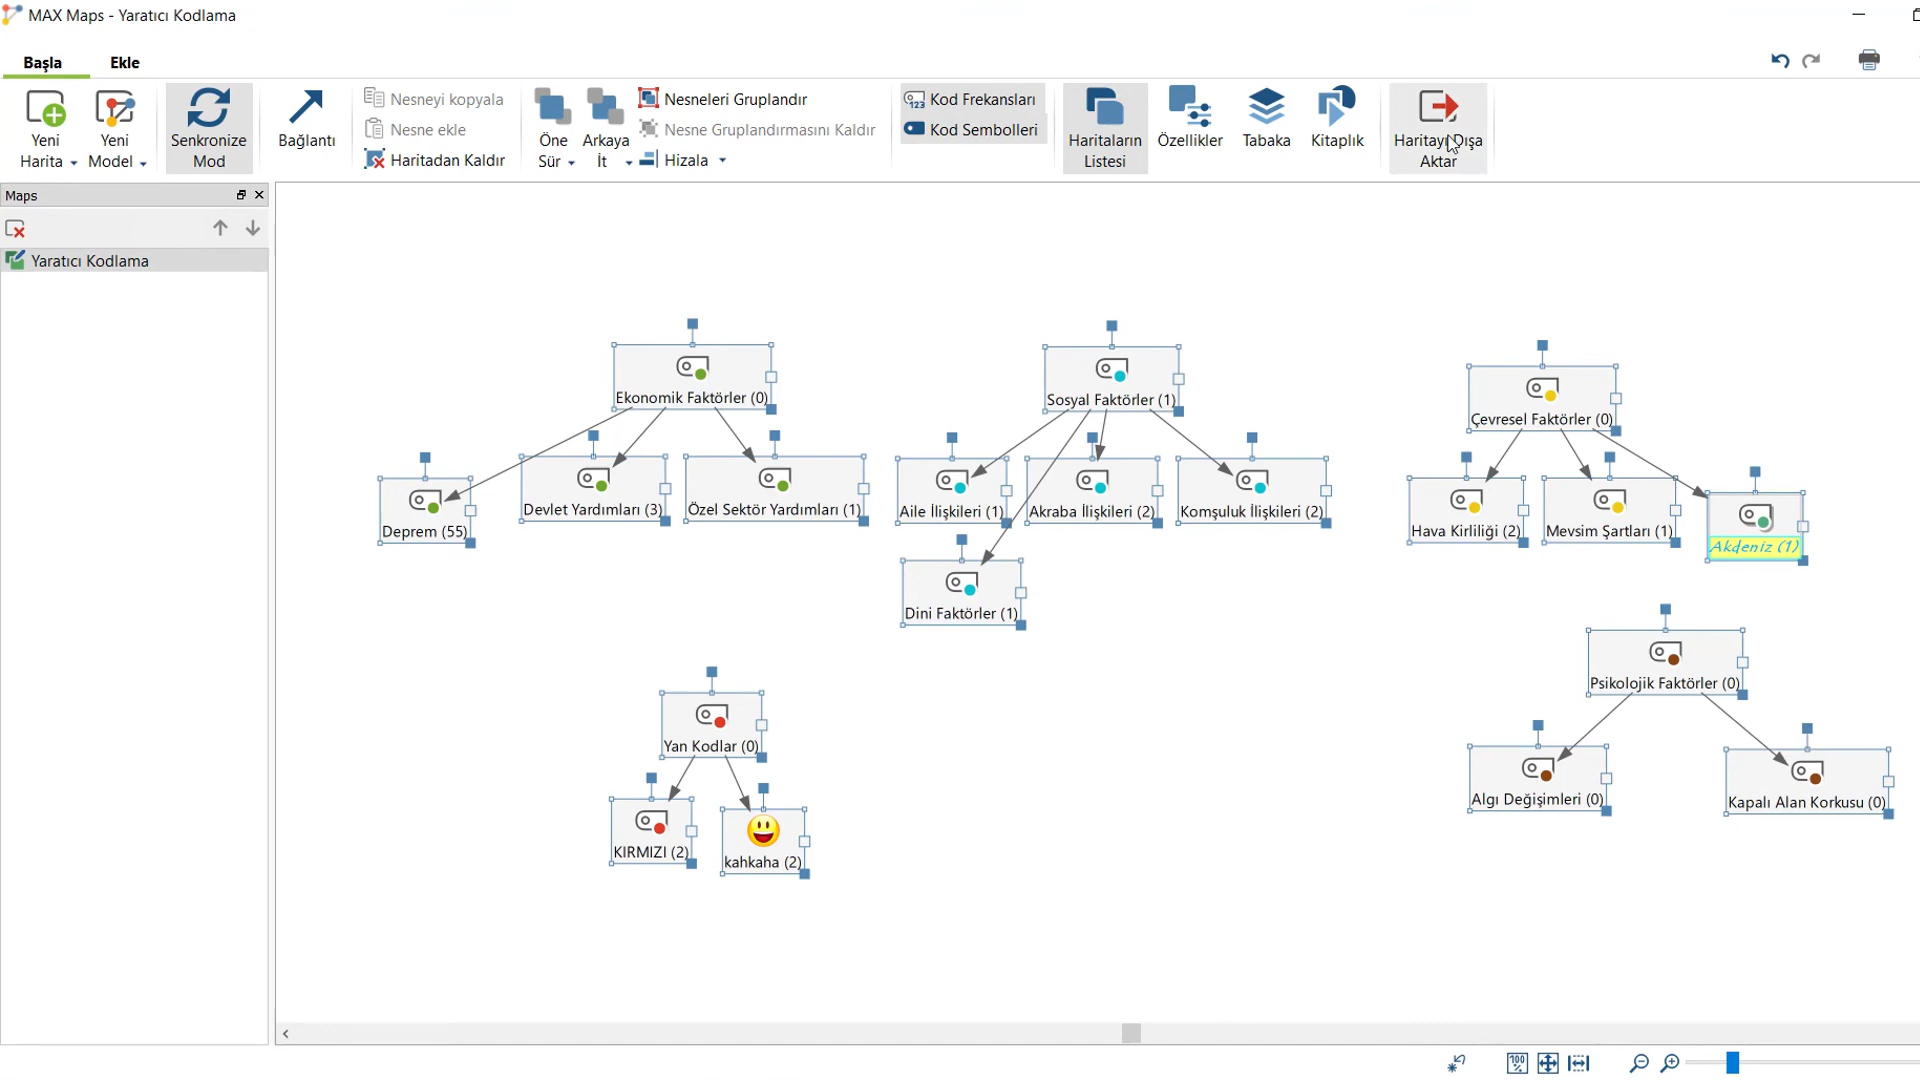 MAX Maps - Yaratıcı Kodlama
Başla
Ekle
Yeni
Harita
Yeni
Model
Senkronize
Mod
Bağlantı
Nesneyi kopyala
Nesne ekle
Haritadan Kaldır
Öne
Sür
Arkaya
İt
Nesneleri Gruplandır
Nesne Gruplandırmasını Kaldır
Hizala
123
Kod Frekansları
Kod Sembolleri
Haritaların
Listesi
Özellikler
Tabaka
Kitaplık
Haritayı Dışa
Aktar
Maps
Yaratıcı Kodlama
Ekonomik Faktörler (0)
Deprem (55)
Devlet Yardımları (3)
Özel Sektör Yardımları (1)
Sosyal Faktörler (1)
Aile İlişkileri (1)
Akraba İlişkileri (2)
Komşuluk İlişkileri (2)
Dini Faktörler (1)
Çevresel Faktörler (0)
Hava Kirliliği (2)
Mevsim Şartları (1)
Akdeniz (1)
Psikolojik Faktörler (0)
Algı Değişimleri (0)
Kapalı Alan Korkusu (0)
Yan Kodlar (0)
KIRMIZI (2)
kahkaha (2)
100
%